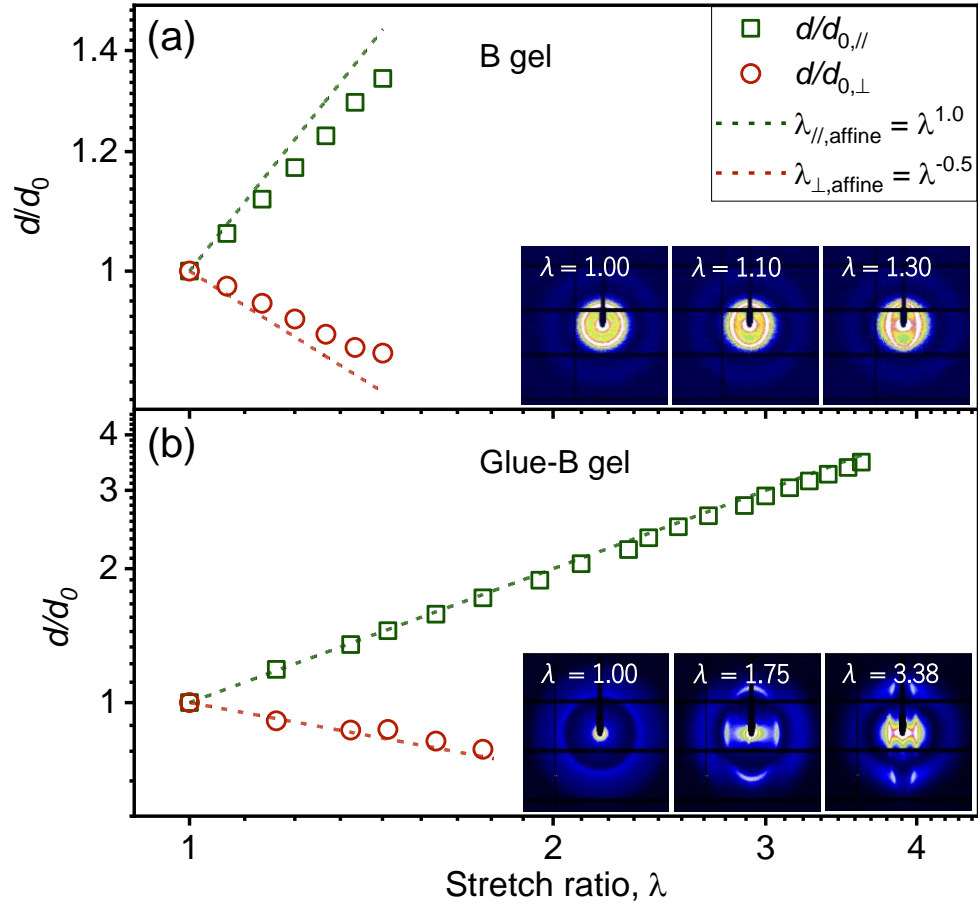 (a)
B gel
d/d0,//
d/d0,⊥
λ//,affine = λ1.0
λ⊥,affine = λ-0.5
1.4
1.2
1
d/d0
λ = 1.00
λ = 1.10
λ = 1.30
(b)
Glue-B gel
4
3
2
1
d/d0
λ = 1.00
λ = 1.75
λ = 3.38
1
2
3
4
Stretch ratio, λ